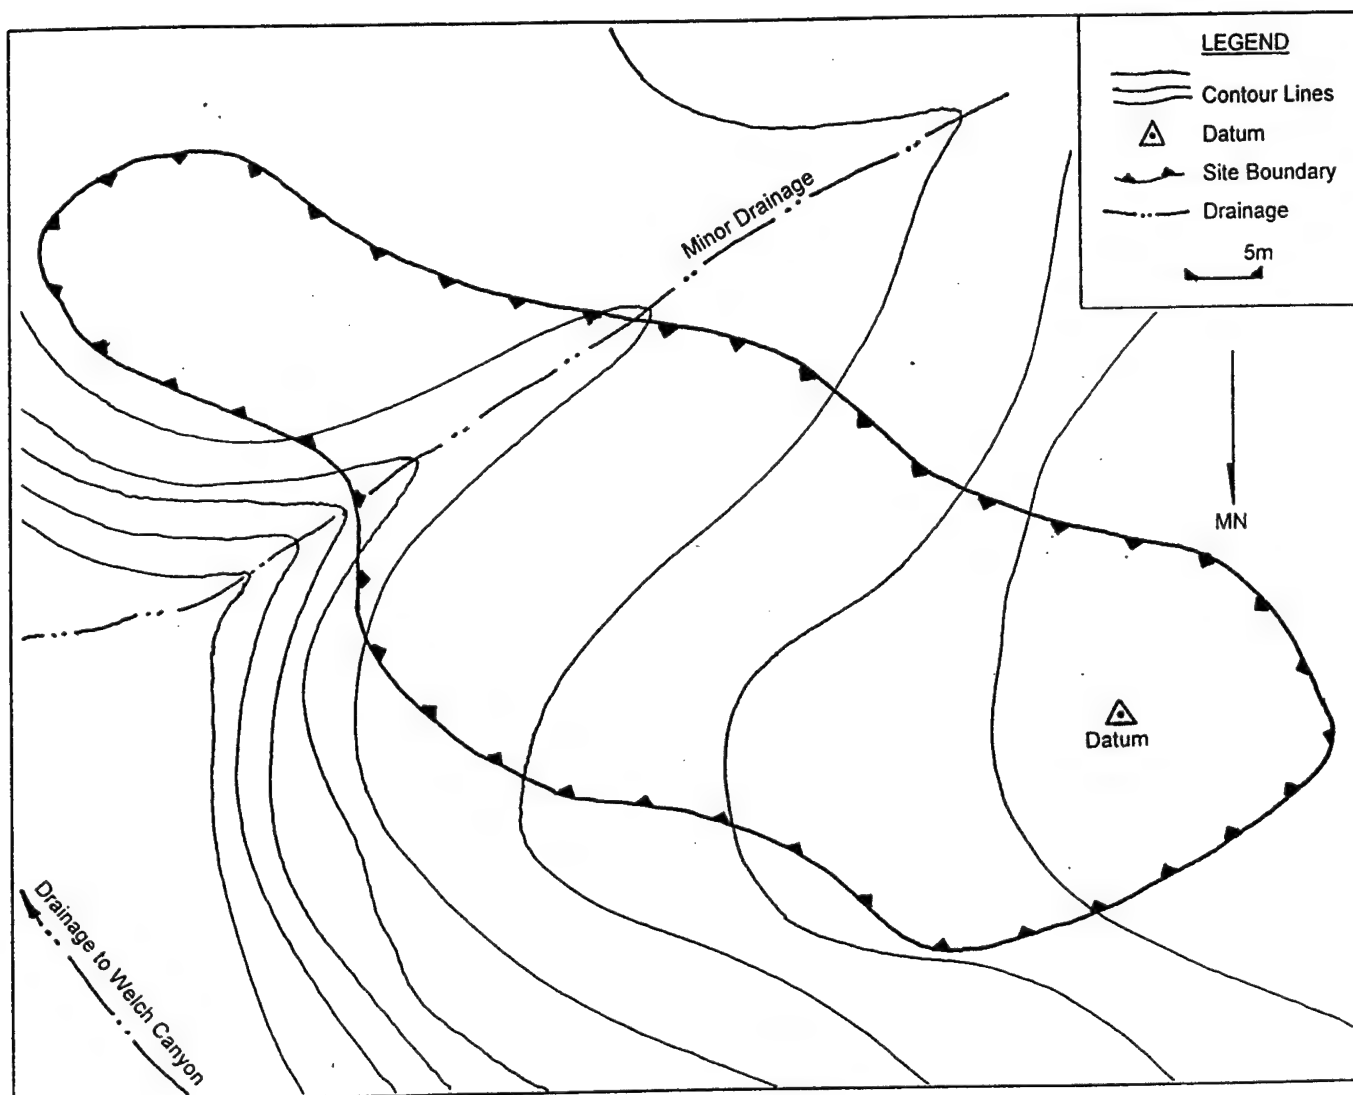 LEGEND
Contour Lines
Datum
Site Boundary
Drainage
5m
Minor Drainage
MN
Datum
Drainage to Welch Canyon